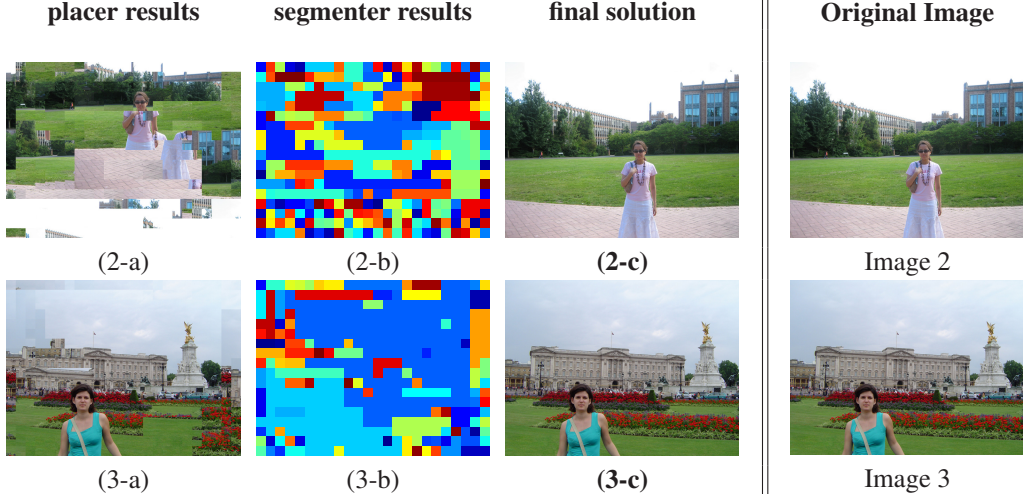 placer results segmenter results final solution Original Image
(2-a) (2-b) (2-c) Image 2
(3-a) (3-b) (3-c) Image 3